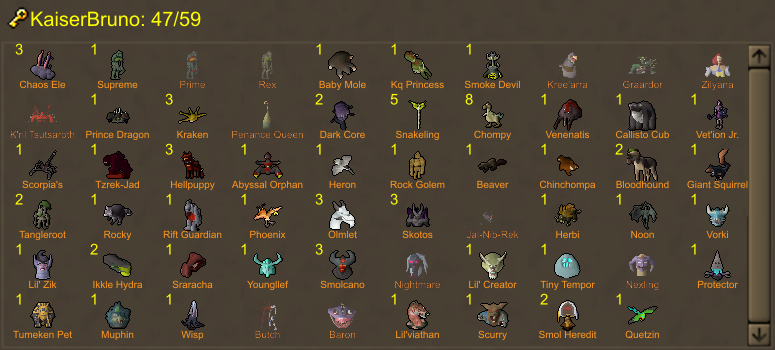 KaiserBruno: 47/59
3 1 1 1 1
Chaos Ele Supreme Prime Rex Baby Mole Kq Princess Smoke Devil Kree'arra Graardor Zilyana
1 3 2 5 8 1 1 1
K'ril Tsutsaroth Prince Dragon Kraken Penance Queen Dark Core Snakeling Chompy Venenatis Callisto Cub Vet'ion Jr.
1 1 3 1 1 1 1 1 2 1
Scorpia's Tzrek-Jad Hellpuppy Abyssal Orphan Heron Rock Golem Beaver Chinchompa Bloodhound Giant Squirrel
2 1 1 1 3 3 1 1 1
Tangleroot Rocky Rift Guardian Phoenix Olmlet Skotos Jal-Nib-Rek Herbi Noon Vorki
1 2 1 1 3 1 1 1
Lil' Zik Ikkle Hydra Sraracha Youngllef Smolcano Nightmare Lil' Creator Tiny Tempor Nexling Protector
1 1 1 1 1 2 1
Tumeken Pet Muphin Wisp Butch Baron Lil'viathan Scurry Smol Heredit Quetzin